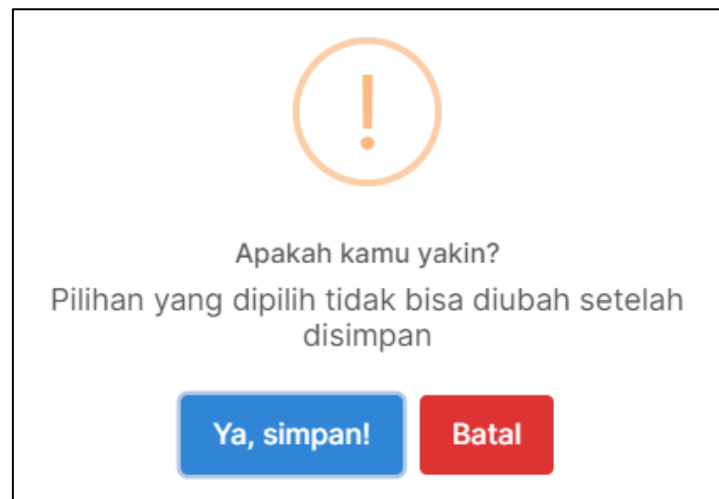 Apakah kamu yakin?
Pilihan yang dipilih tidak bisa diubah setelah
disimpan
Ya, simpan!
Batal